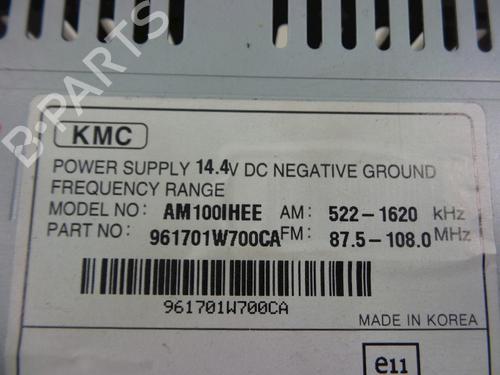 B-PARTS
KMC
POWER SUPPLY 14.4V DC NEGATIVE GROUND
FREQUENCY RANGE
MODEL NO: AM100IHEE AM: 522-1620 kHz
PART NO: 961701W700CA FM: 87.5-108.0 MHz
961701W700CA
MADE IN KOREA
e11